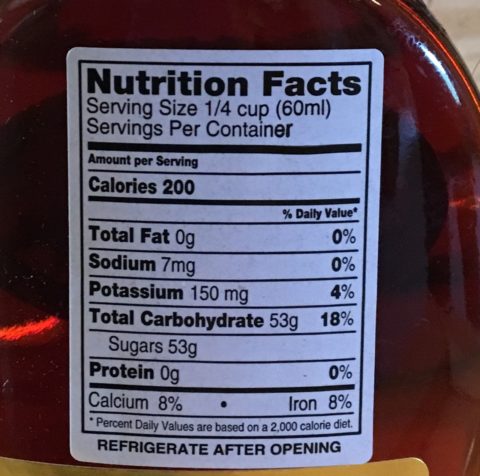 Nutrition Facts
Serving Size 1/4 cup (60ml)
Servings Per Container
Amount per Serving
Calories 200
% Daily Value*
Total Fat 0g 0%
Sodium 7mg 0%
Potassium 150 mg 4%
Total Carbohydrate 53g 18%
Sugars 53g
Protein 0g 0%
Calcium 8% • Iron 8%
* Percent Daily Values are based on a 2,000 calorie diet.
REFRIGERATE AFTER OPENING